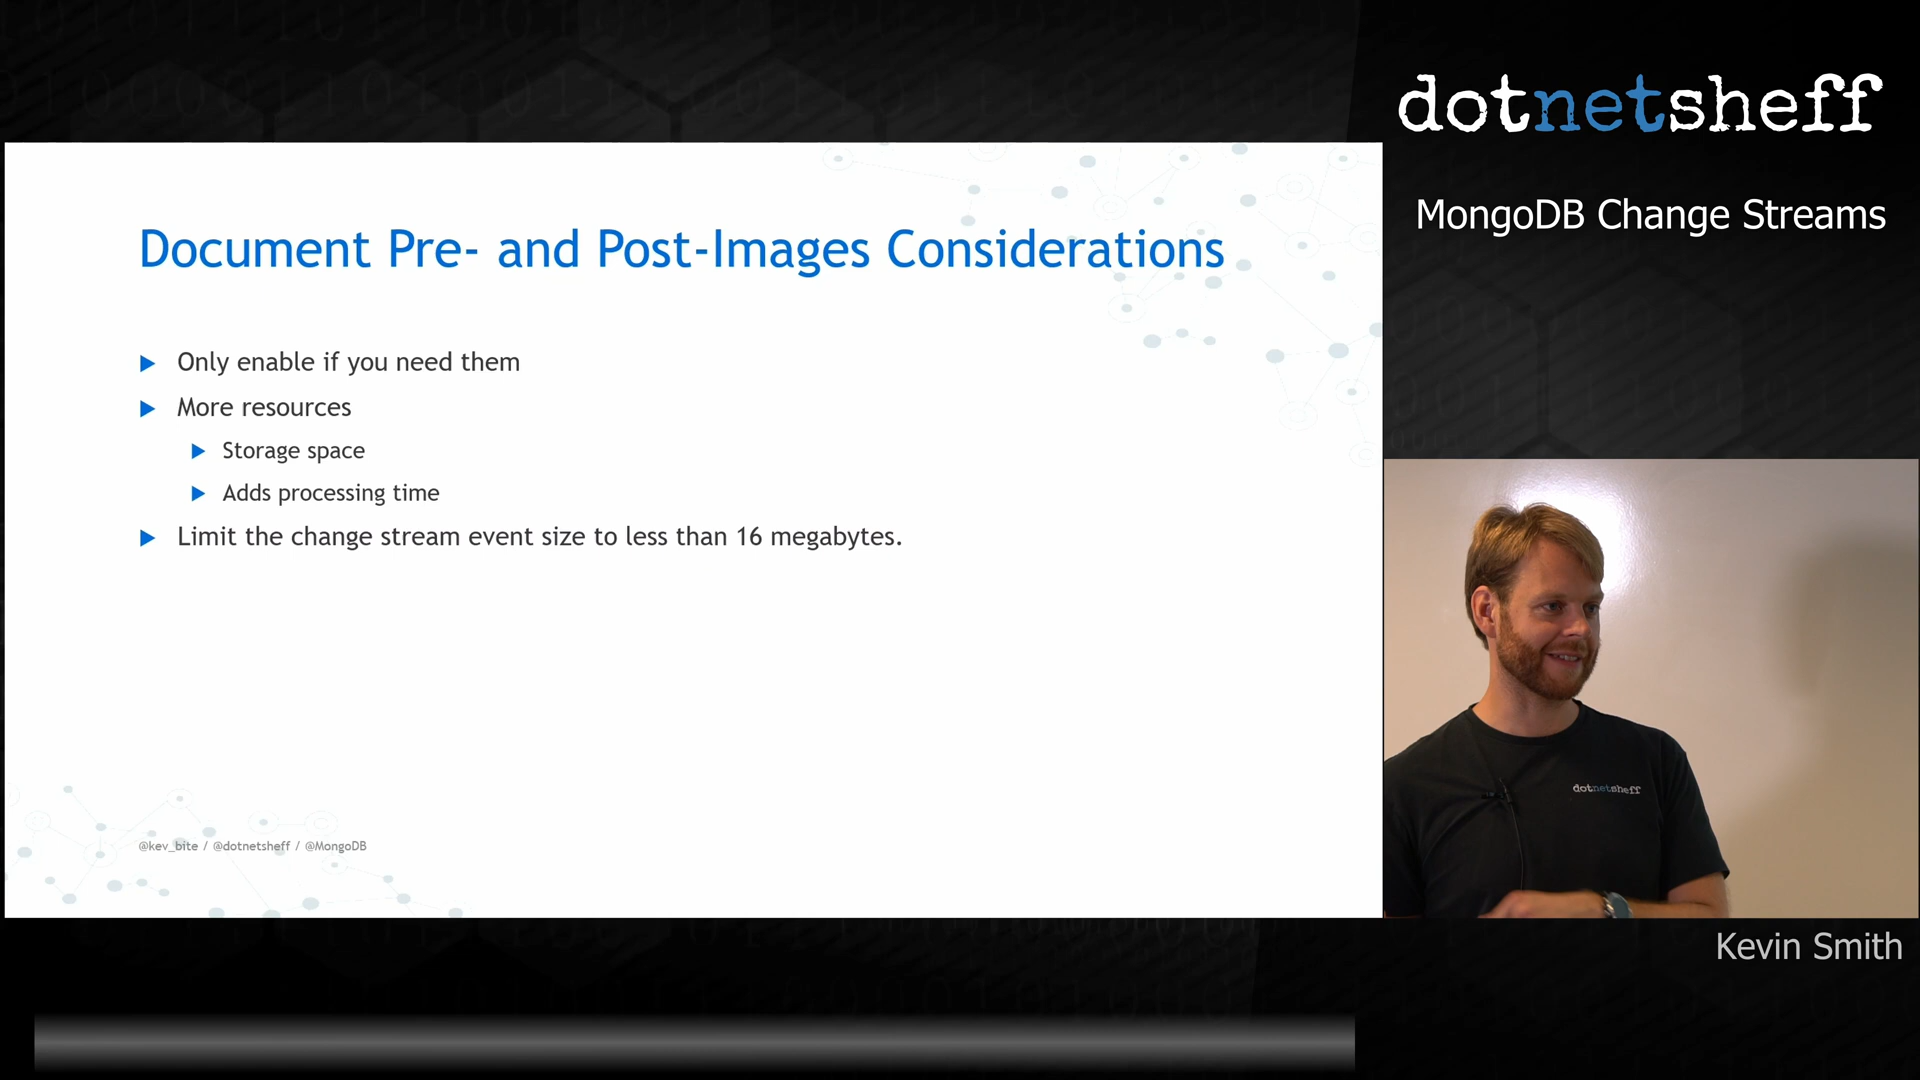 dotnetsheff
MongoDB Change Streams
Document Pre- and Post-Images Considerations
Only enable if you need them
More resources
Storage space
Adds processing time
Limit the change stream event size to less than 16 megabytes.
@kev_bite / @dotnetsheff / @MongoDB
dotnetsheff
Kevin Smith